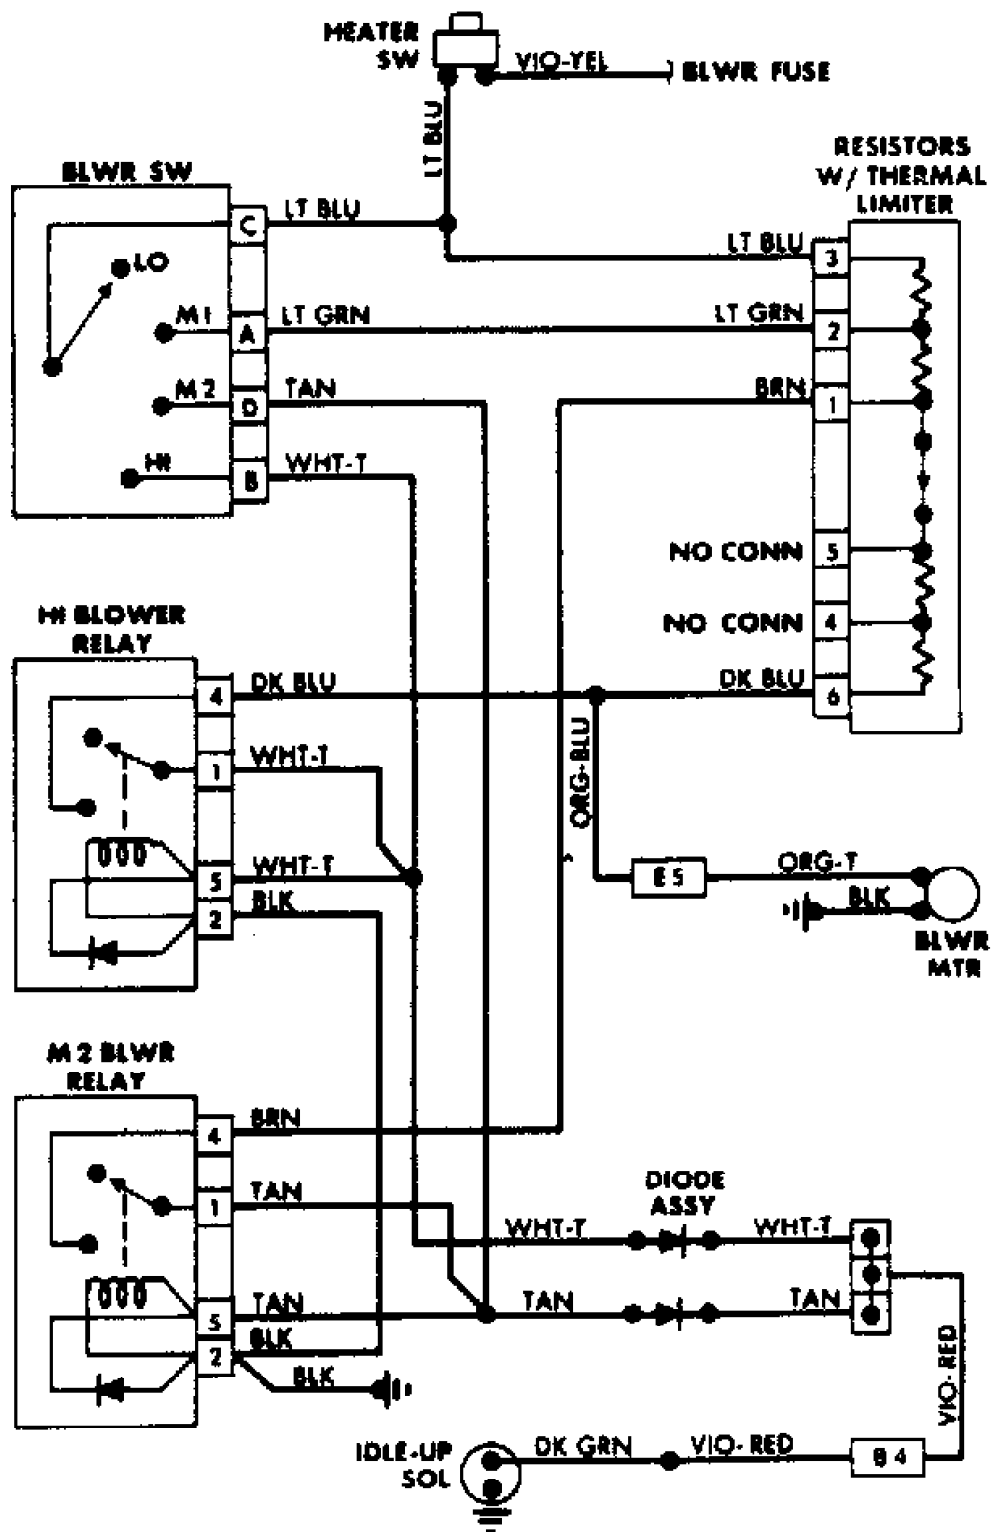 HEATER
SW
VIO-YEL
BLWR FUSE
LT BLU
RESISTORS
W/ THERMAL
LIMITER
BLWR SW
C
LT BLU
LO
LT BLU
3
M1
A
LT GRN
LT GRN
2
M2
D
TAN
BRN
1
HI
B
WHT-T
NO CONN
5
NO CONN
4
HI BLOWER
RELAY
4
DK BLU
DK BLU
6
ORG-BLU
1
WHT-T
5
WHT-T
2
BLK
E5
ORG-T
BLK
BLWR
MTR
M2 BLWR
RELAY
4
BRN
1
TAN
DIODE
ASSY
WHT-T
WHT-T
5
TAN
TAN
TAN
2
BLK
BLK
VIO-RED
IDLE-UP
SOL
DK GRN
VIO-RED
B4